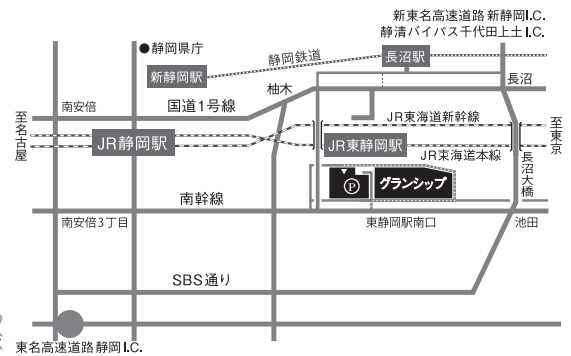 新東名高速道路 新静岡I.C.
静清バイパス千代田上土I.C.
●静岡県庁
静岡鉄道
長沼駅
新静岡駅
長沼
柚木
南安倍
国道1号線
JR東海道新幹線
至名古屋
至東京
JR静岡駅
JR東静岡駅
JR東海道本線
長沼大橋
P
グランシップ
南幹線
南安倍3丁目
東静岡駅南口
池田
SBS通り
東名高速道路 静岡I.C.